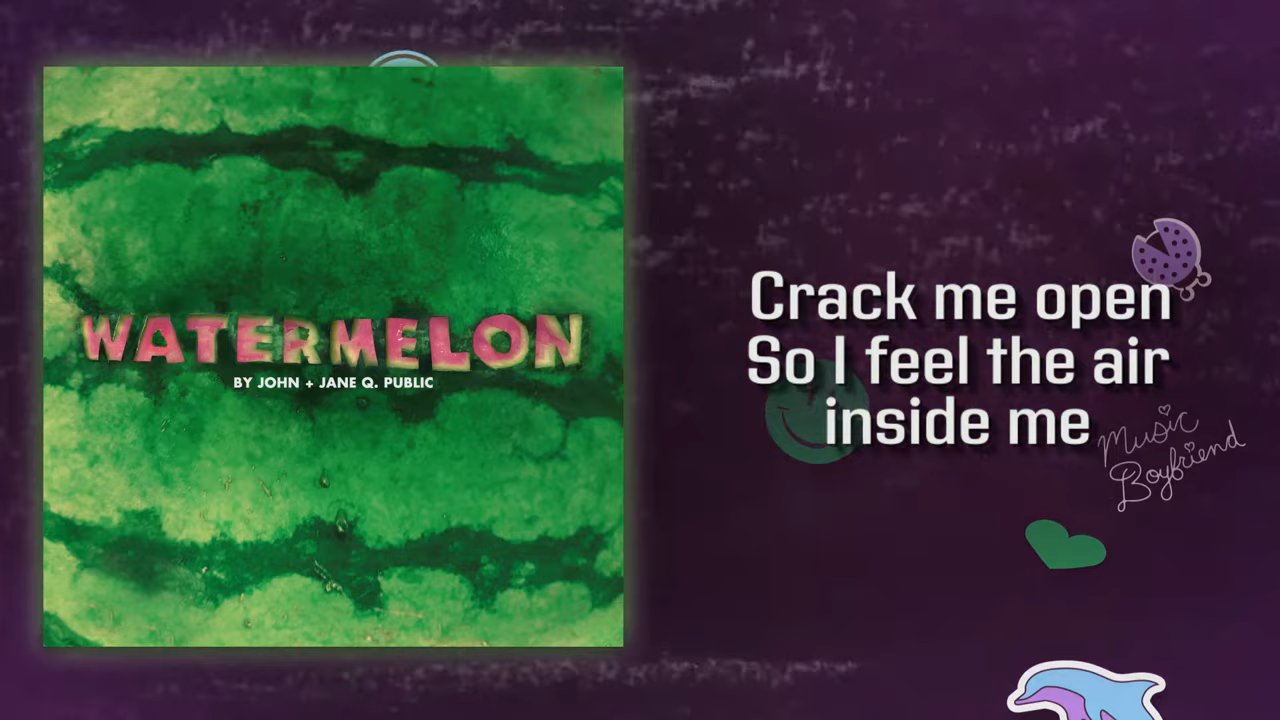 WATERMELON
BY JOHN + JANE Q. PUBLIC
Crack me open
So I feel the air
inside me
Music
Boyfriend